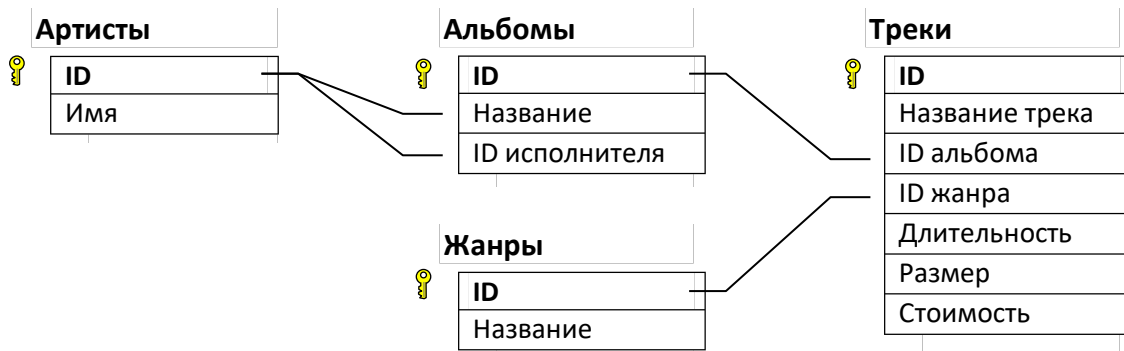 Артисты
ID
Имя
Альбомы
ID
Название
ID исполнителя
Жанры
ID
Название
Треки
ID
Название трека
ID альбома
ID жанра
Длительность
Размер
Стоимость